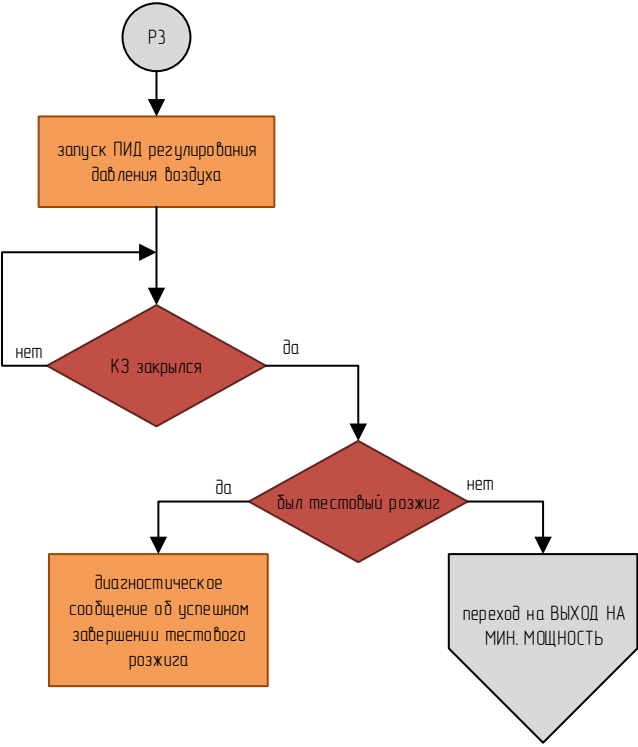 РЗ
запуск ПИД регулирования
давления воздуха
нет
КЗ закрылся
да
да
был тестовый розжиг
нет
диагностическое
сообщение об успешном
завершении тестового
розжига
переход на ВЫХОД НА
МИН. МОЩНОСТЬ